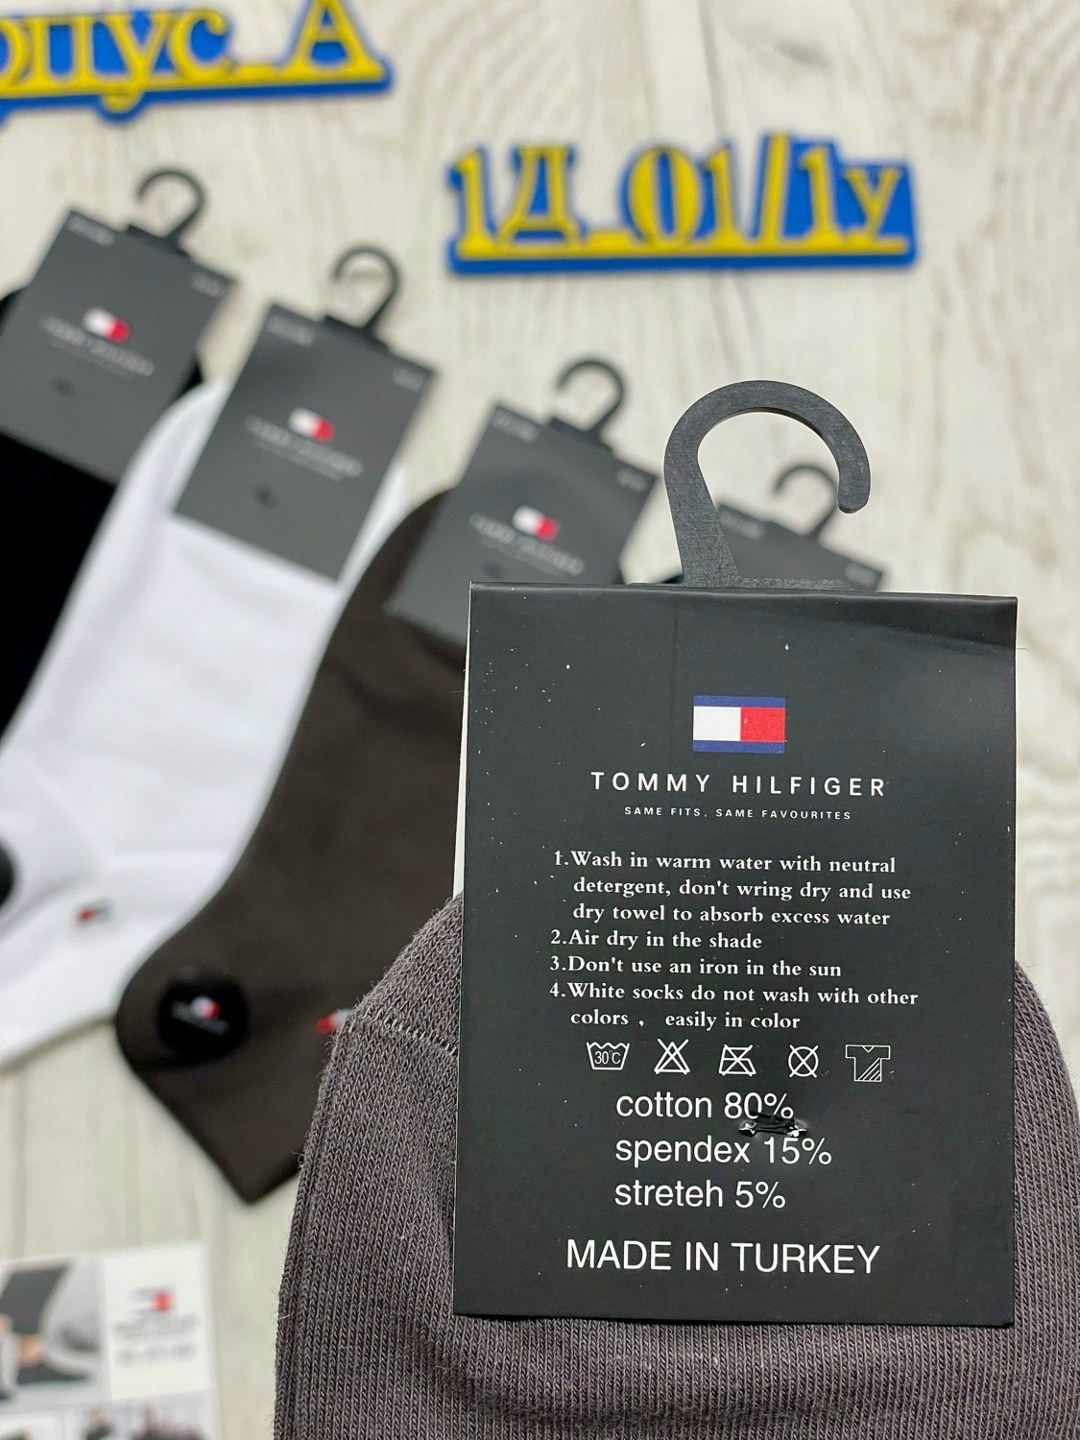 рпус А
1Д 01/1у
TOMMY HILFIGER
SAME FITS, SAME FAVOURITES
1.Wash in warm water with neutral
detergent, don't wring dry and use
dry towel to absorb excess water
2.Air dry in the shade
3.Don't use an iron in the sun
4.White socks do not wash with other
colors , easily in color
30°C
cotton 80%
spendex 15%
streteh 5%
MADE IN TURKEY